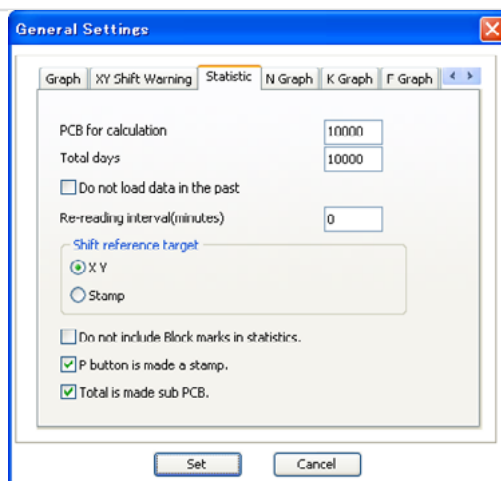 General Settings
Graph XY Shift Warning Statistic N Graph K Graph Γ Graph
PCB for calculation 10000
Total days 10000
Do not load data in the past
Re-reading interval(minutes) 0
Shift reference target
X Y
Stamp
Do not include Block marks in statistics.
P button is made a stamp.
Total is made sub PCB.
Set Cancel